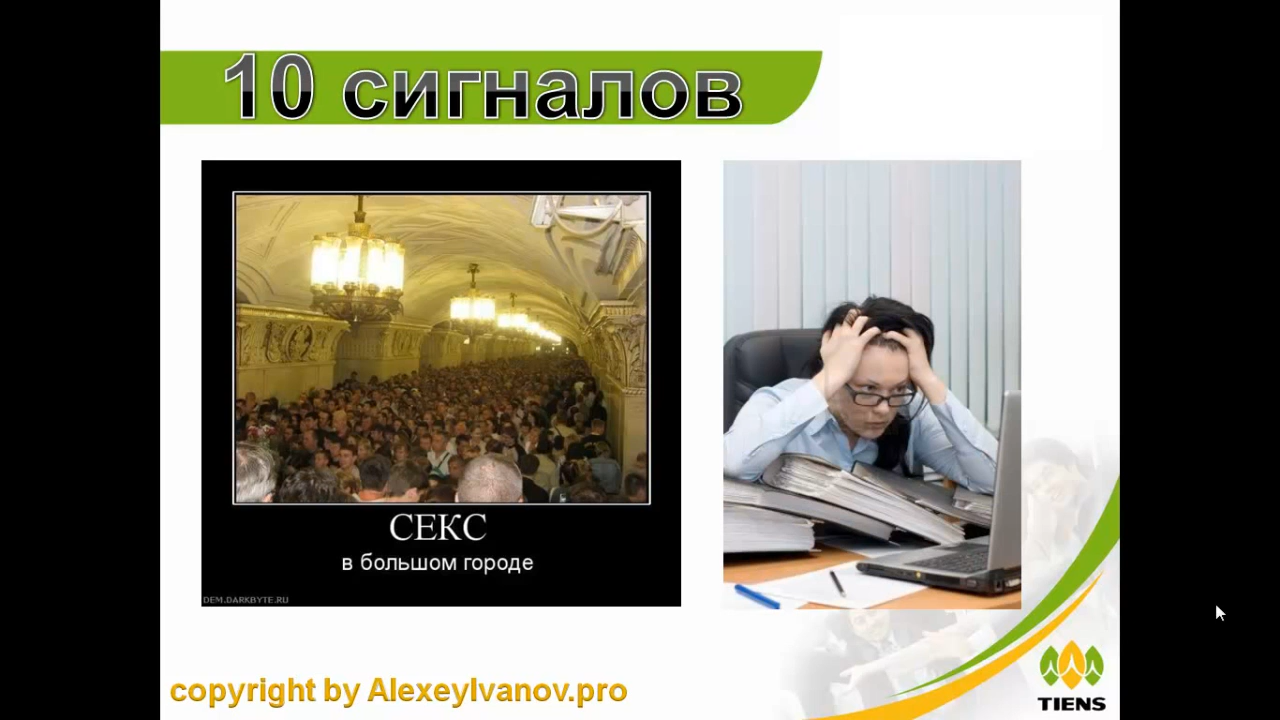 10 сигналов
СЕКС
в большом городе
DEM.DARKBYTE.RU
copyright by AlexeyIvanov.pro
TIENS